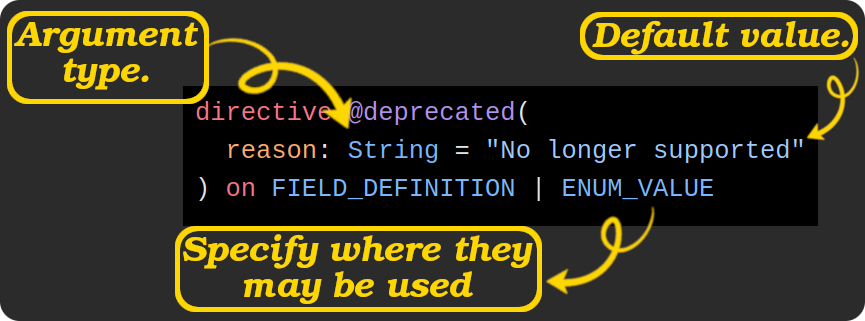 Argument
type.
Default value.
directive @deprecated(
reason: String = "No longer supported"
) on FIELD_DEFINITION | ENUM_VALUE
Specify where they
may be used